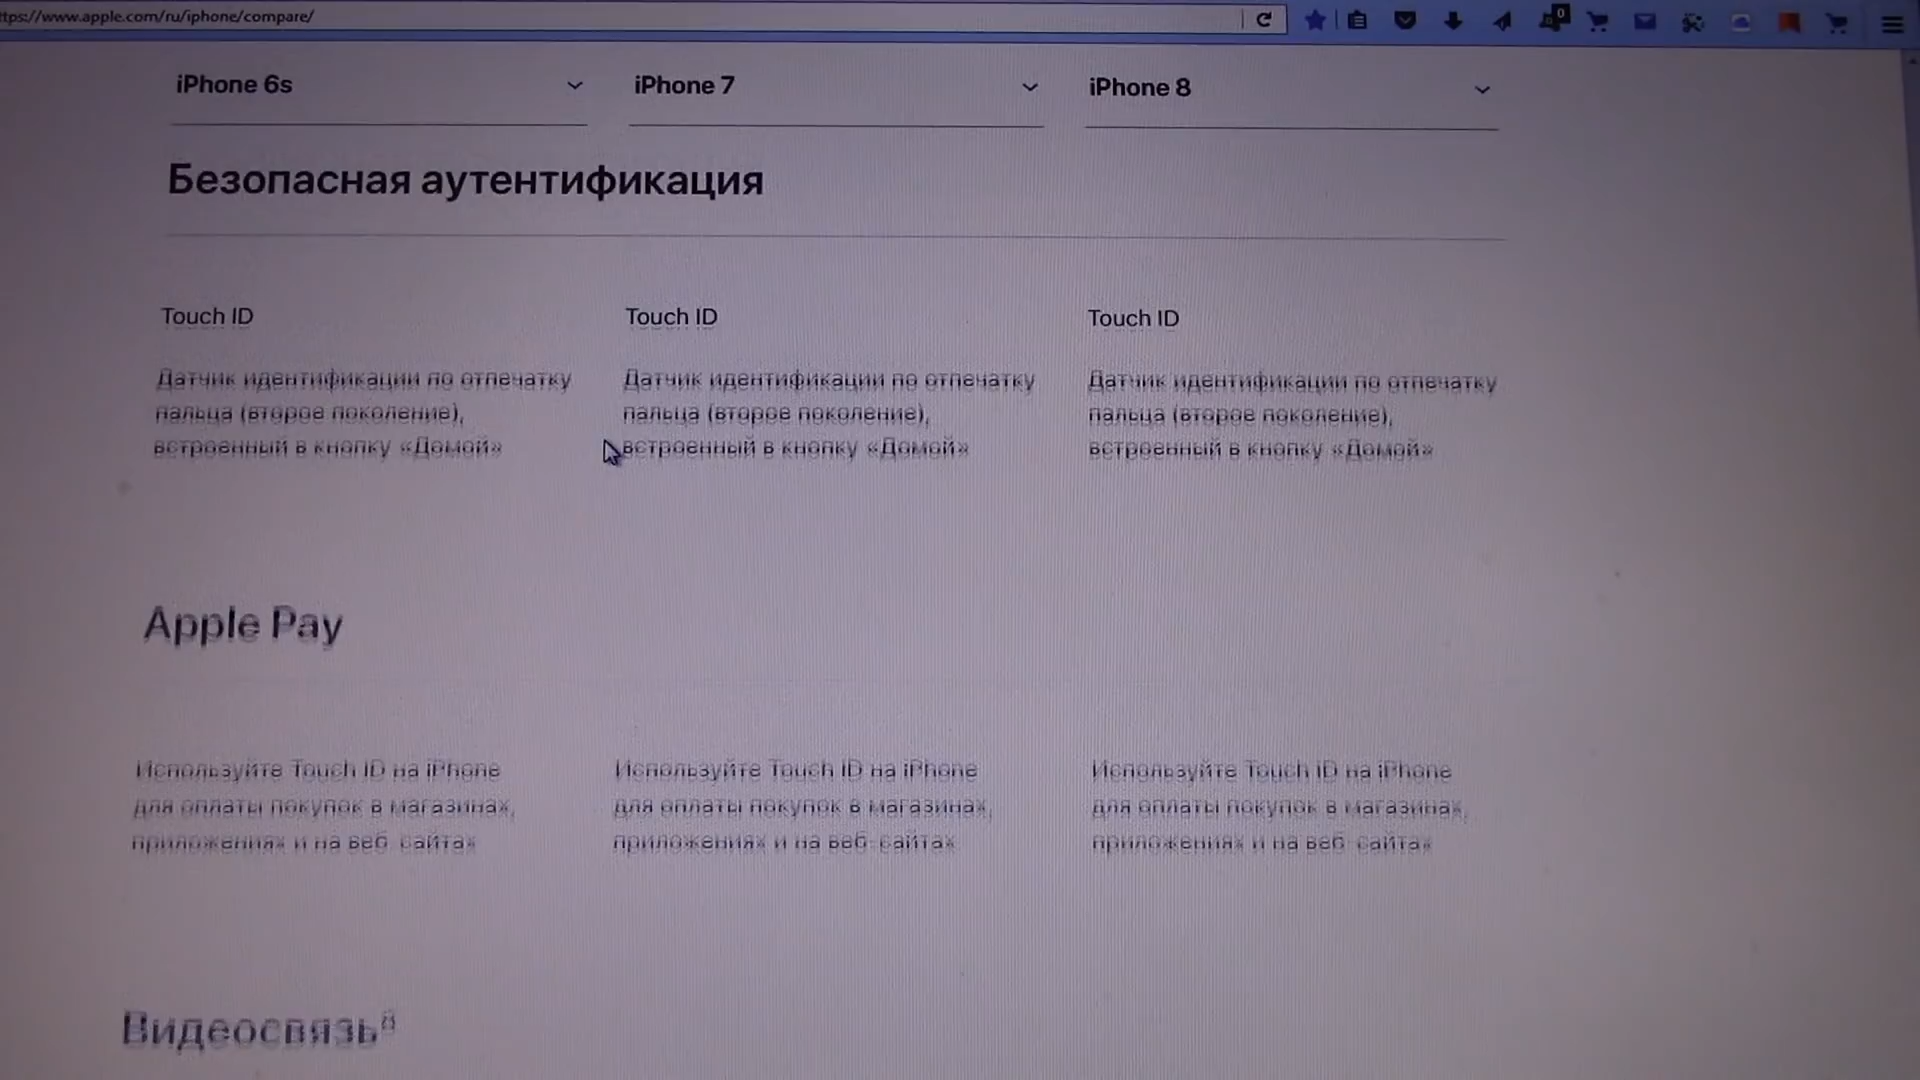 ttps://www.apple.com/ru/iphone/compare/
0
iPhone 6s
iPhone 7
iPhone 8
Безопасная аутентификация
Touch ID
Touch ID
Touch ID
Датчик идентификации по отпечатку
пальца (второе поколение),
встроенный в кнопку «Домой»
Датчик идентификации по отпечатку
пальца (второе поколение),
встроенный в кнопку «Домой»
Датчик идентификации по отпечатку
пальца (второе поколение),
встроенный в кнопку «Домой»
Apple Pay
Используйте Touch ID на iPhone
для оплаты покупок в магазинах,
приложениях и на веб-сайтах
Используйте Touch ID на iPhone
для оплаты покупок в магазинах,
приложениях и на веб-сайтах
Используйте Touch ID на iPhone
для оплаты покупок в магазинах,
приложениях и на веб-сайтах
Видеосвязь⁸